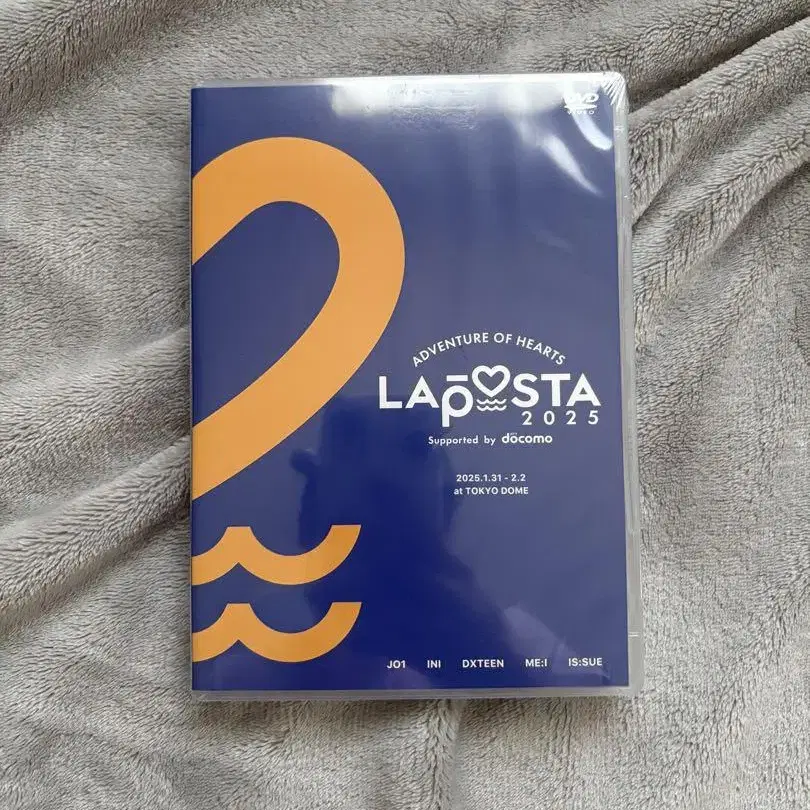 DVD
VIDEO
ADVENTURE OF HEARTS
LAPOSTA
2025
Supported by docomo
2025.1.31 - 2.2
at TOKYO DOME
JO1 INI DXTEEN ME:I IS:SUE